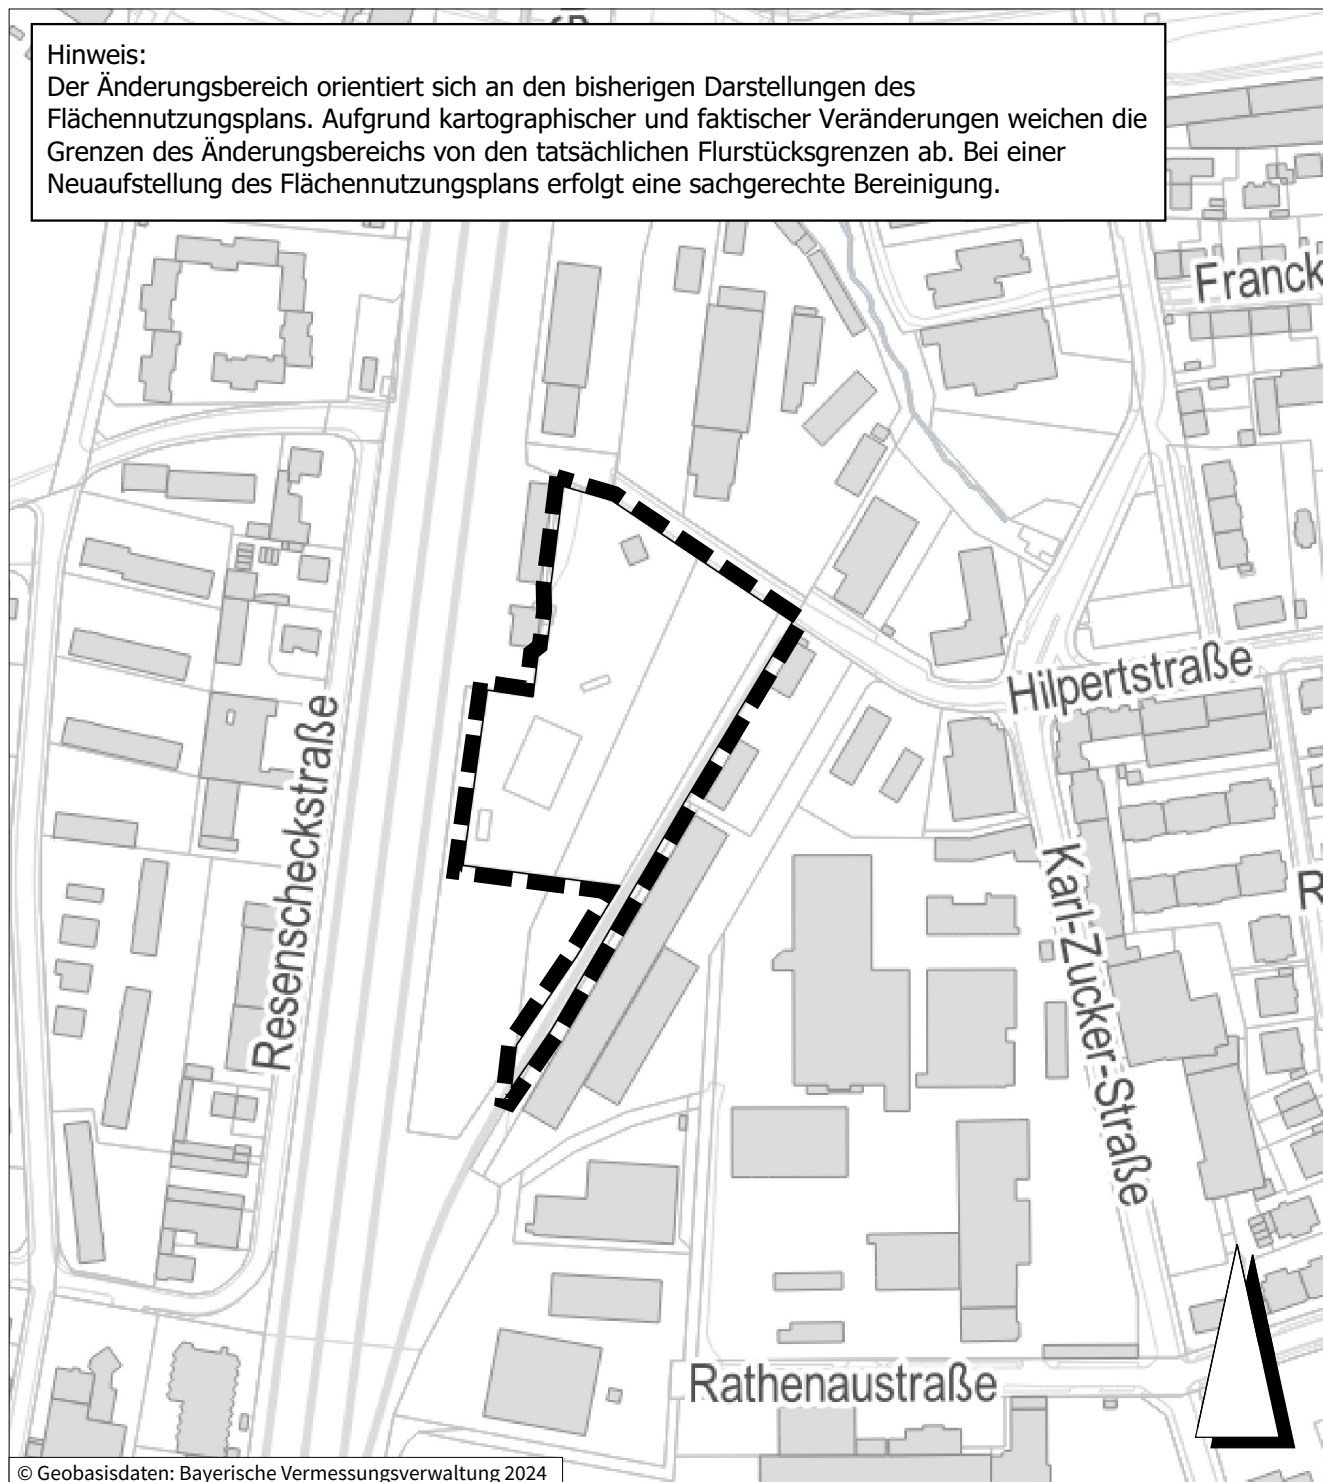 Hinweis:
Der Änderungsbereich orientiert sich an den bisherigen Darstellungen des
Flächennutzungsplans. Aufgrund kartographischer und faktischer Veränderungen weichen die
Grenzen des Änderungsbereichs von den tatsächlichen Flurstücksgrenzen ab. Bei einer
Neuaufstellung des Flächennutzungsplans erfolgt eine sachgerechte Bereinigung.
Franck
Hilpertstraße
Resenscheckstraße
Karl-Zucker-Straße
R
Rathenaustraße
© Geobasisdaten: Bayerische Vermessungsverwaltung 2024